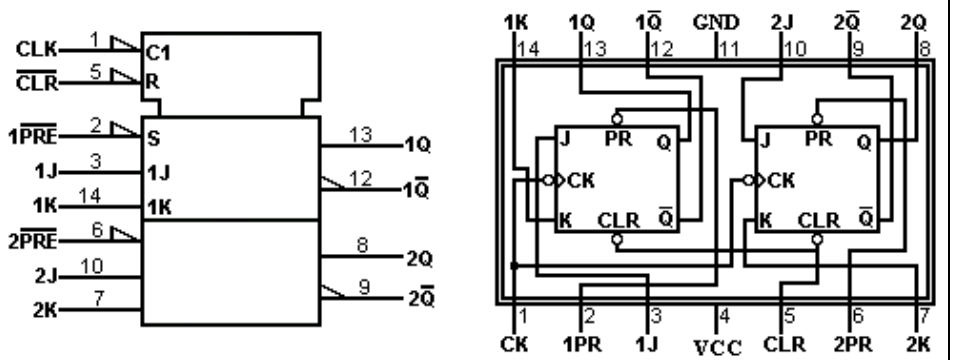 CLK 1 C1
C̅L̅R̅ 5 R
1P̅R̅E̅ 2 S 13 1Q
1J 3 1J
1K 14 1K 12 1Q̅
2P̅R̅E̅ 6
2J 10 8 2Q
2K 7 9 2Q̅
1K 1Q 1Q̅ GND 2J 2Q̅ 2Q
14 13 12 11 10 9 8
J PR Q J PR Q
CK CK
K CLR Q̅ K CLR Q̅
1 2 3 4 5 6 7
CK 1PR 1J VCC CLR 2PR 2K